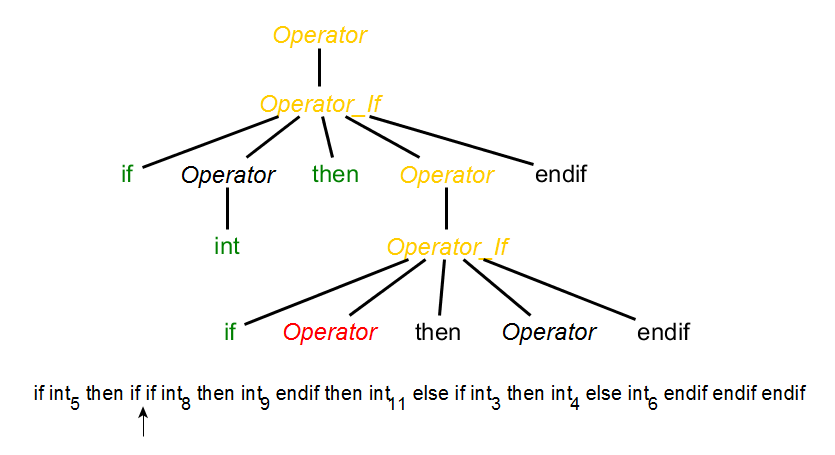 Operator
Operator_If
if Operator then Operator endif
int Operator_If
if Operator then Operator endif
if int5 then if if int8 then int9 endif then int11 else if int3 then int4 else int6 endif endif endif